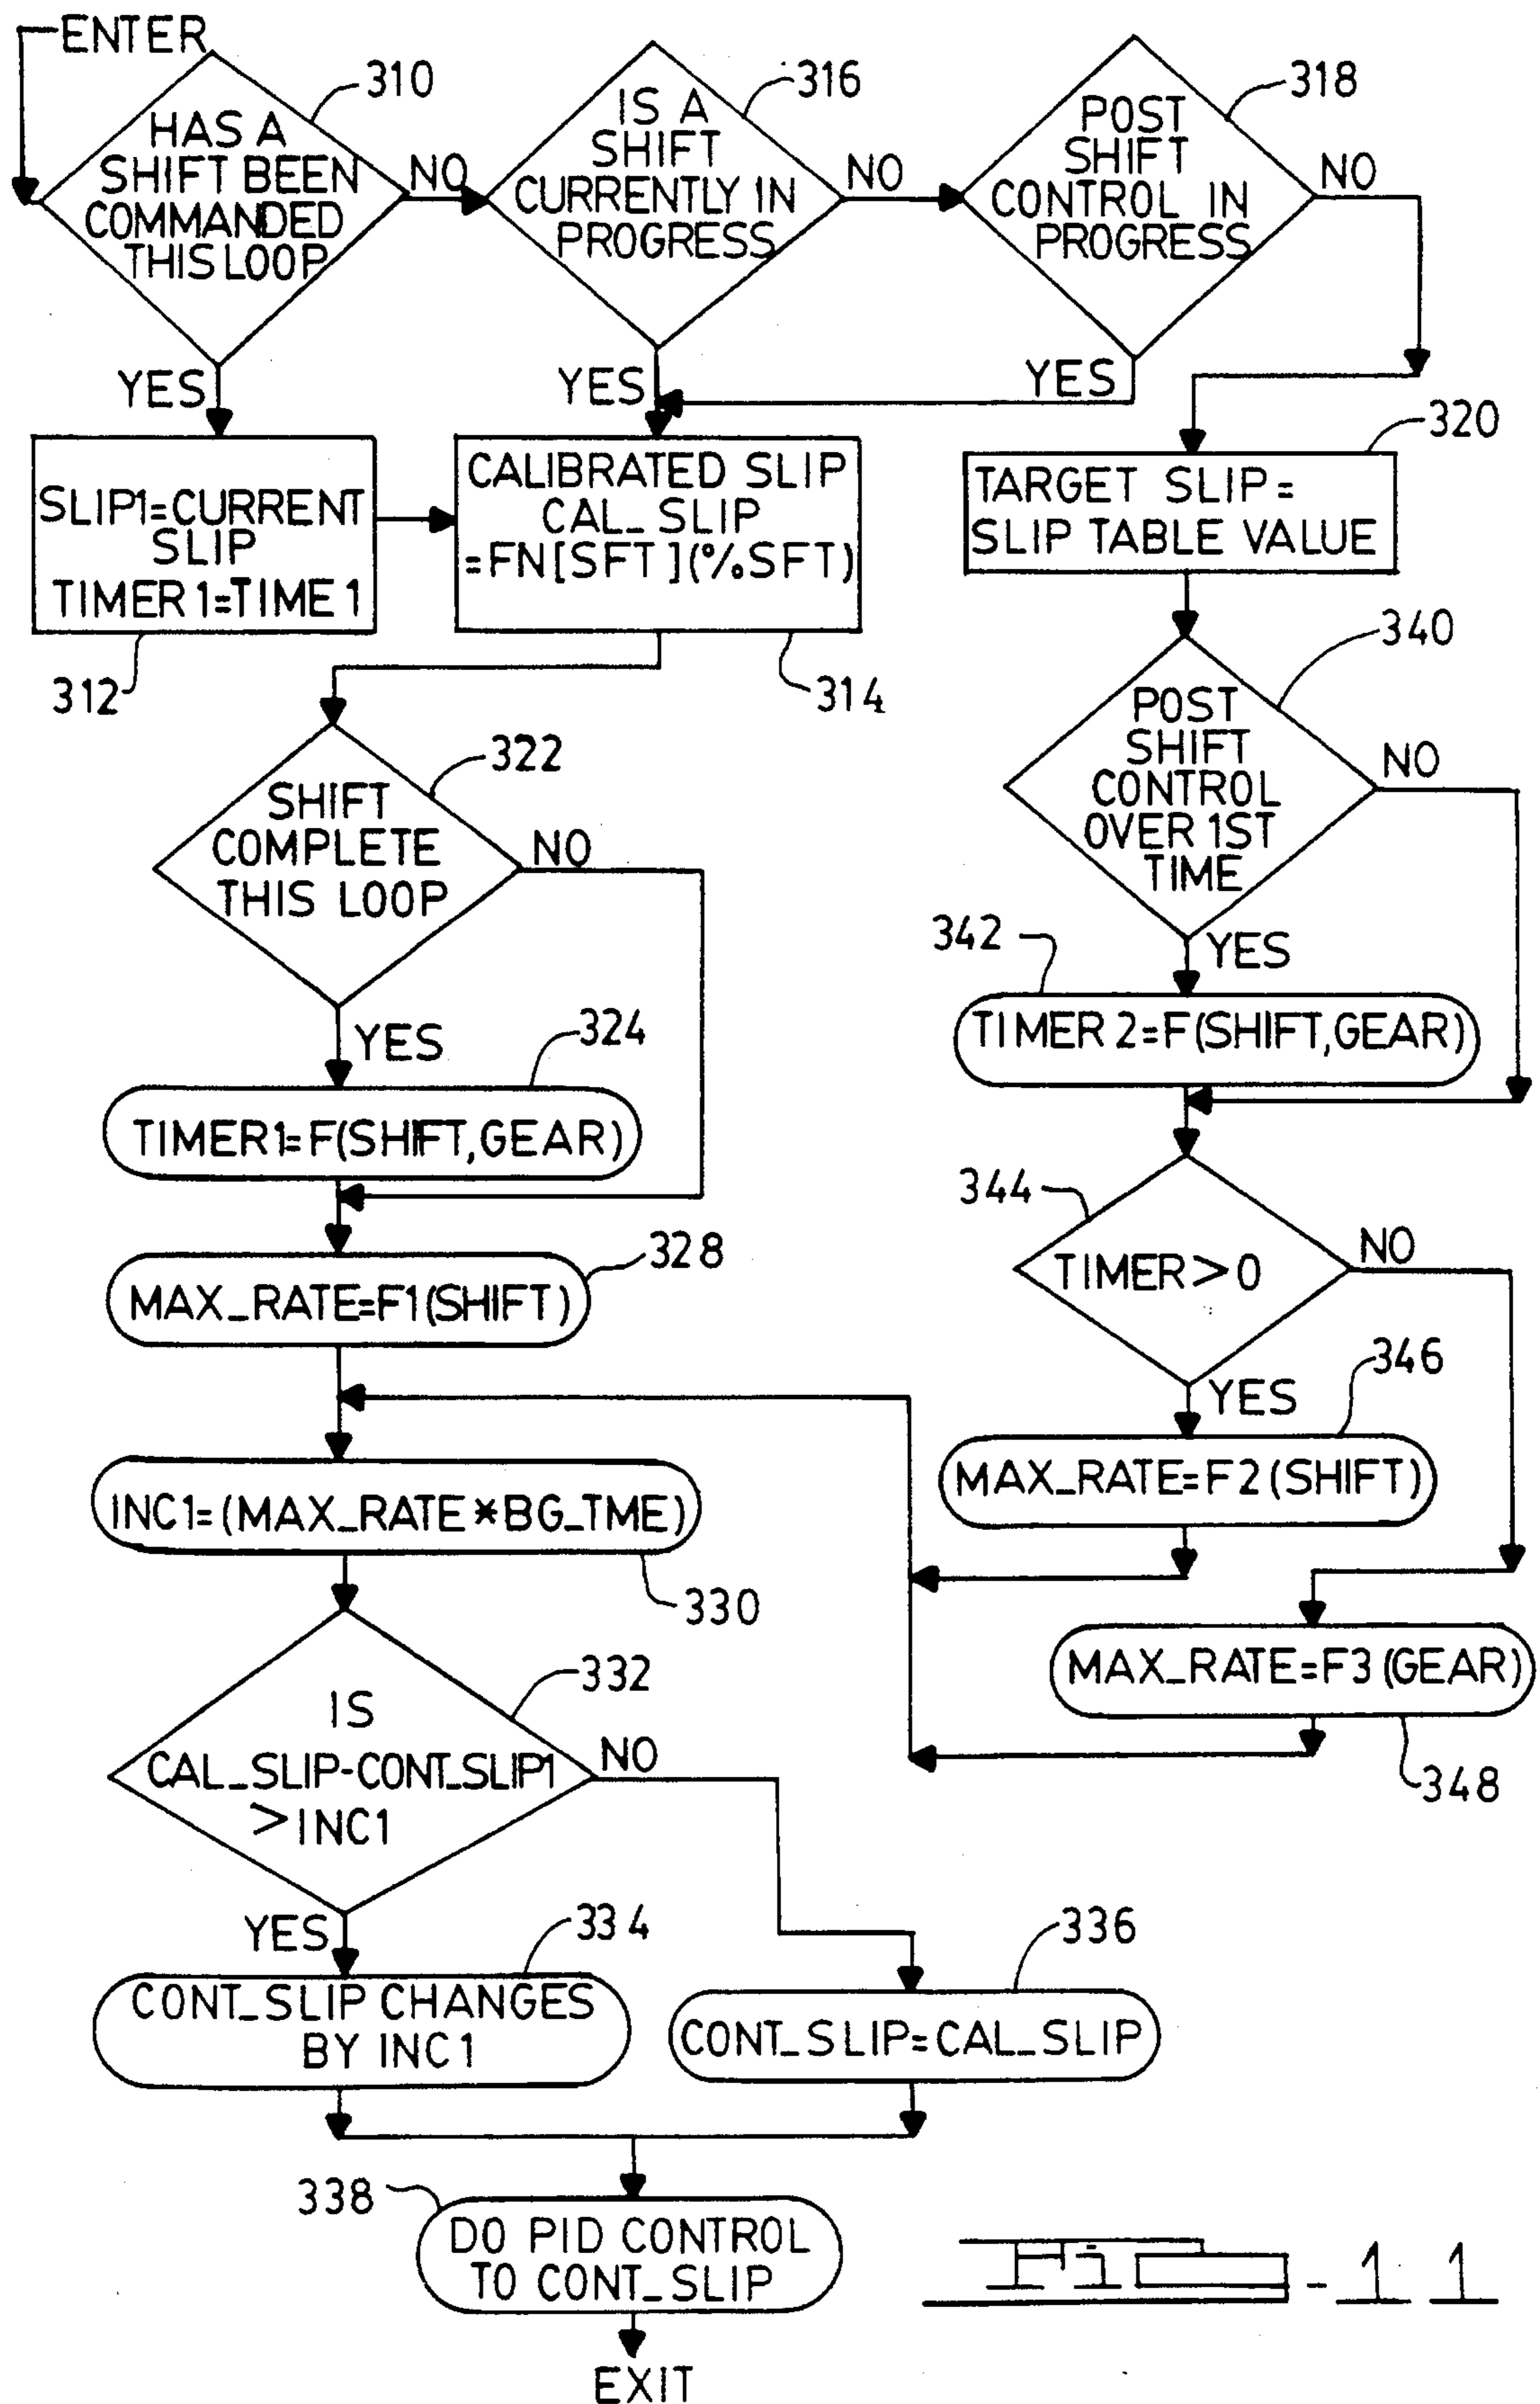 ENTER
310
HAS A
SHIFT BEEN
COMMANDED
THIS LOOP
NO
YES
316
IS A
SHIFT
CURRENTLY IN
PROGRESS
NO
YES
318
POST
SHIFT
CONTROL IN
PROGRESS
NO
YES
SLIP1=CURRENT
SLIP
TIMER1=TIME1
312
CALIBRATED SLIP
CAL_SLIP
=FN[SFT](%SFT)
314
320
TARGET SLIP=
SLIP TABLE VALUE
340
POST
SHIFT
CONTROL
OVER 1ST
TIME
NO
YES
322
SHIFT
COMPLETE
THIS LOOP
NO
YES
324
TIMER1=F(SHIFT,GEAR)
342
TIMER2=F(SHIFT,GEAR)
328
MAX_RATE=F1(SHIFT)
344
TIMER>0
NO
YES
346
MAX_RATE=F2(SHIFT)
INC1=(MAX_RATE*BG_TME)
330
MAX_RATE=F3(GEAR)
348
332
IS
CAL_SLIP-CONT_SLIP1
>INC1
NO
YES
334
CONT_SLIP CHANGES
BY INC1
336
CONT_SLIP=CAL_SLIP
338
DO PID CONTROL
TO CONT_SLIP
EXIT
Fig-11